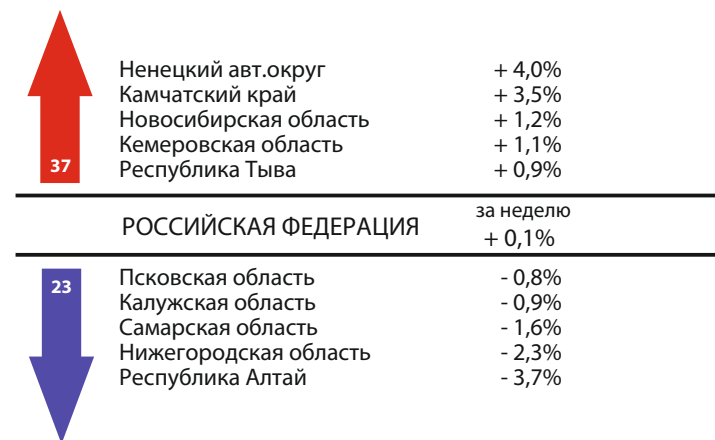 Ненецкий авт.округ + 4,0%
Камчатский край + 3,5%
Новосибирская область + 1,2%
Кемеровская область + 1,1%
37 Республика Тыва + 0,9%
РОССИЙСКАЯ ФЕДЕРАЦИЯ за неделю
+ 0,1%
23 Псковская область - 0,8%
Калужская область - 0,9%
Самарская область - 1,6%
Нижегородская область - 2,3%
Республика Алтай - 3,7%